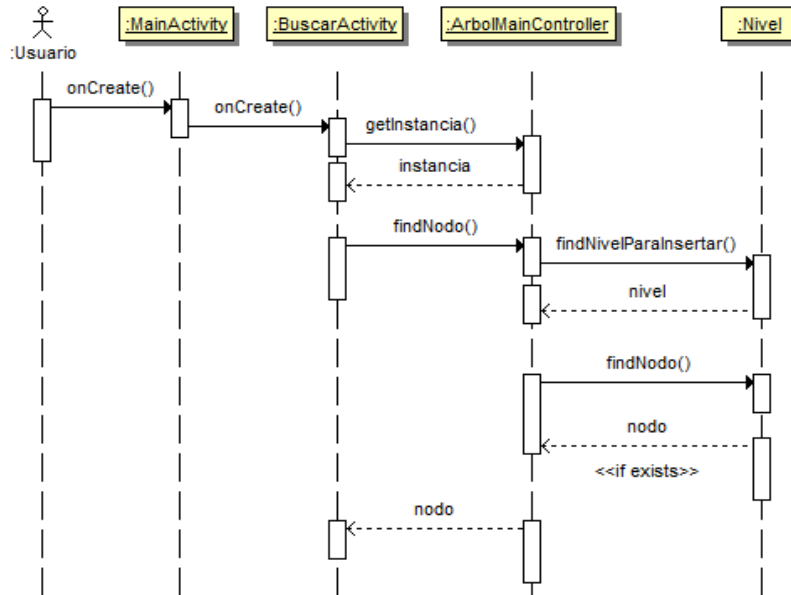 :Usuario
:MainActivity
:BuscarActivity
:ArbolMainController
:Nivel
onCreate()
onCreate()
getInstancia()
instancia
findNodo()
findNivelParaInsertar()
nivel
findNodo()
nodo
<<if exists>>
nodo